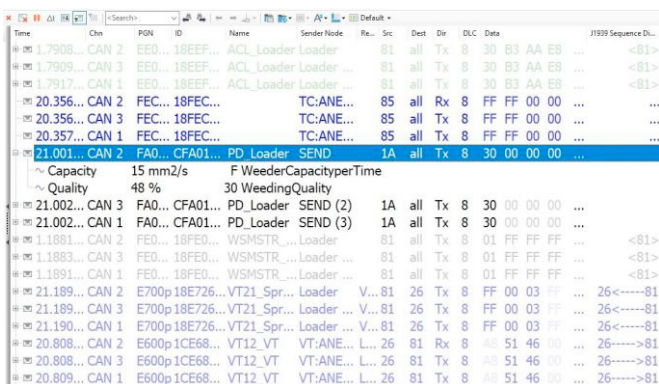 <Search> Default
Time Chn PGN ID Name Sender Node Re... Src Dest Dir DLC Data J1939 Sequence Di...
1.7908... CAN 2 EE0... 18EEF... ACL_Loader Loader 81 all Tx 8 30 B3 AA E8 ... <81>
1.7909... CAN 3 EE0... 18EEF... ACL_Loader Loader ... 81 all Tx 8 30 B3 AA E8 ... <81>
1.7917... CAN 1 EE0... 18EEF... ACL_Loader Loader ... 81 all Tx 8 30 B3 AA E8 ... <81>
20.356... CAN 2 FEC... 18FEC... TC:ANE... 85 all Rx 8 FF FF 00 00 ...
20.356... CAN 3 FEC... 18FEC... TC:ANE... 85 all Tx 8 FF FF 00 00 ...
20.357... CAN 1 FEC... 18FEC... TC:ANE... 85 all Tx 8 FF FF 00 00 ...
21.001... CAN 2 FA0... CFA01... PD_Loader SEND 1A all Tx 8 30 00 00 00 ...
Capacity 15 mm2/s F WeederCapacityperTime
Quality 48 % 30 WeedingQuality
21.002... CAN 3 FA0... CFA01... PD_Loader SEND (2) 1A all Tx 8 30 00 00 00 ...
21.002... CAN 1 FA0... CFA01... PD_Loader SEND (3) 1A all Tx 8 30 00 00 00 ...
1.1881... CAN 2 FE0... 18FE0... WSMSTR_... Loader 81 all Tx 8 01 FF FF FF ... <81>
1.1883... CAN 3 FE0... 18FE0... WSMSTR_... Loader ... 81 all Tx 8 01 FF FF FF ... <81>
1.1891... CAN 1 FE0... 18FE0... WSMSTR_... Loader ... 81 all Tx 8 01 FF FF FF ... <81>
21.189... CAN 2 E700p 18E726... VT21_Spr... Loader V... 81 26 Tx 8 FF 00 03 FF ... 26<-----81
21.189... CAN 3 E700p 18E726... VT21_Spr... Loader ... V... 81 26 Tx 8 FF 00 03 FF ... 26<-----81
21.190... CAN 1 E700p 18E726... VT21_Spr... Loader ... V... 81 26 Tx 8 FF 00 03 FF ... 26<-----81
20.808... CAN 2 E600p 1CE68... VT12_VT VT:ANE... L... 26 81 Rx 8 A8 51 46 00 ... 26----->81
20.808... CAN 3 E600p 1CE68... VT12_VT VT:ANE... L... 26 81 Tx 8 A8 51 46 00 ... 26----->81
20.809... CAN 1 E600p 1CE68... VT12_VT VT:ANE... L... 26 81 Tx 8 A8 51 46 00 ... 26----->81